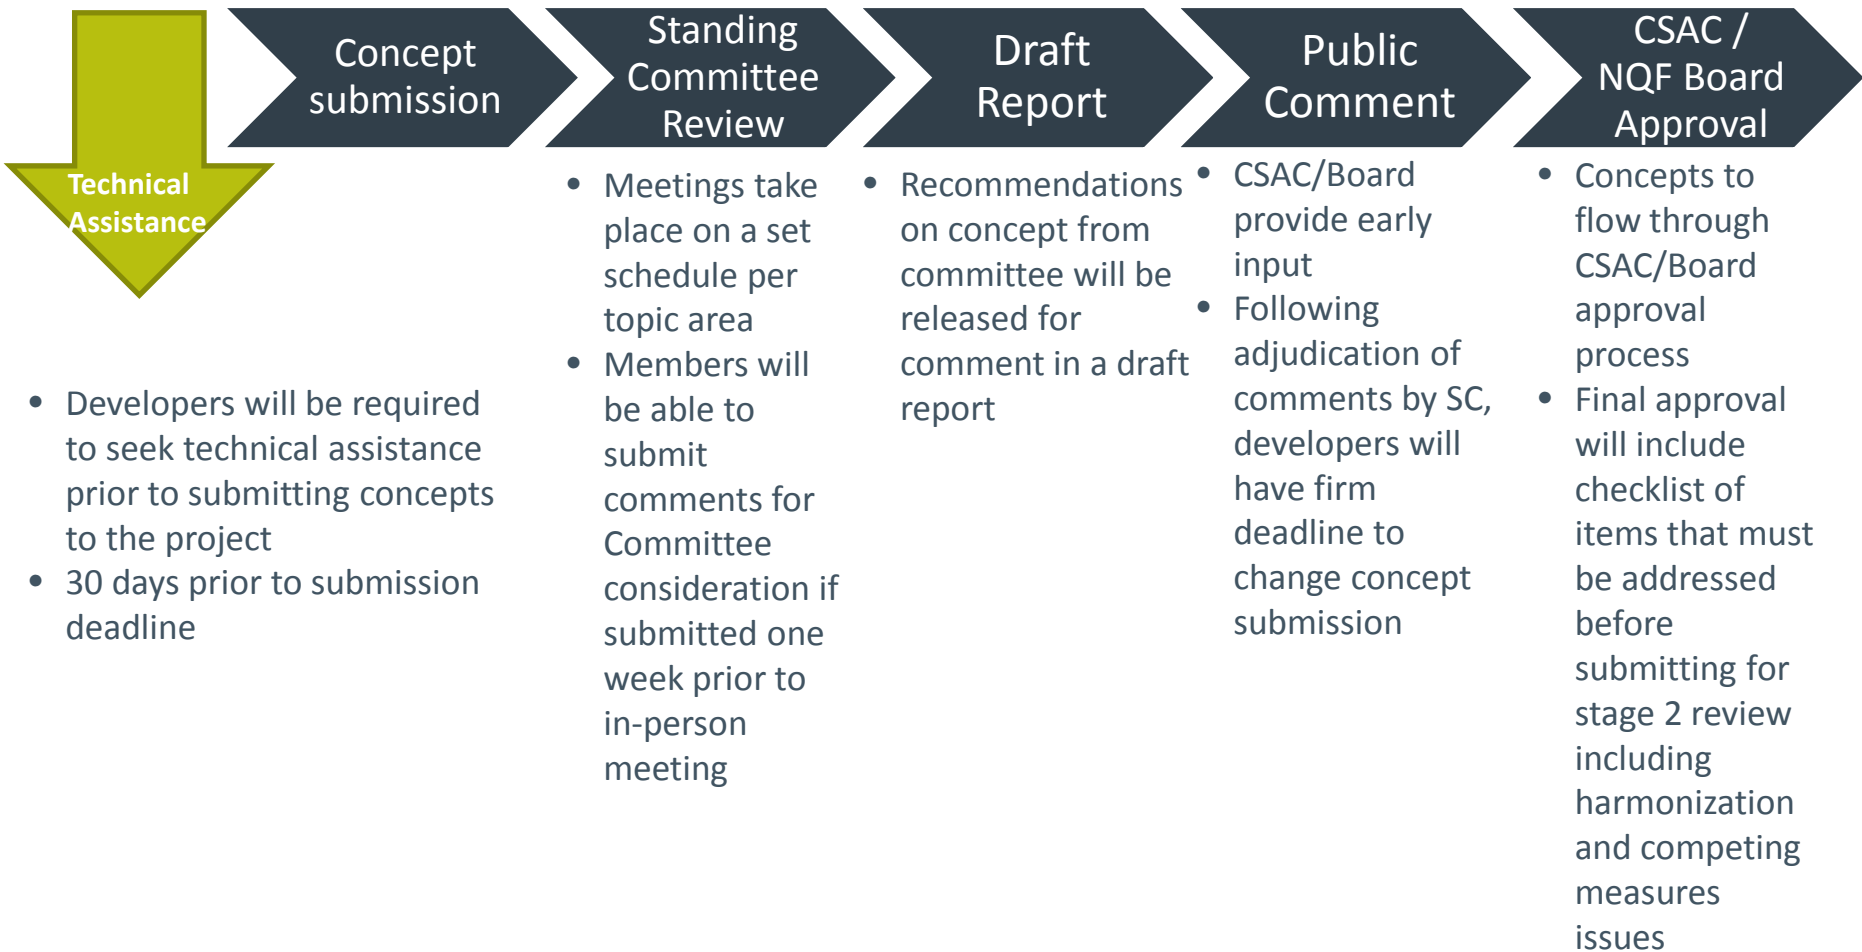 Technical
Assistance
Concept
submission
Standing
Committee
Review
Draft
Report
Public
Comment
CSAC /
NQF Board
Approval
• Developers will be required
to seek technical assistance
prior to submitting concepts
to the project
• 30 days prior to submission
deadline
• Meetings take
place on a set
schedule per
topic area
• Members will
be able to
submit
comments for
Committee
consideration if
submitted one
week prior to
in-person
meeting
• Recommendations
on concept from
committee will be
released for
comment in a draft
report
• CSAC/Board
provide early
input
• Following
adjudication of
comments by SC,
developers will
have firm
deadline to
change concept
submission
• Concepts to
flow through
CSAC/Board
approval
process
• Final approval
will include
checklist of
items that must
be addressed
before
submitting for
stage 2 review
including
harmonization
and competing
measures
issues